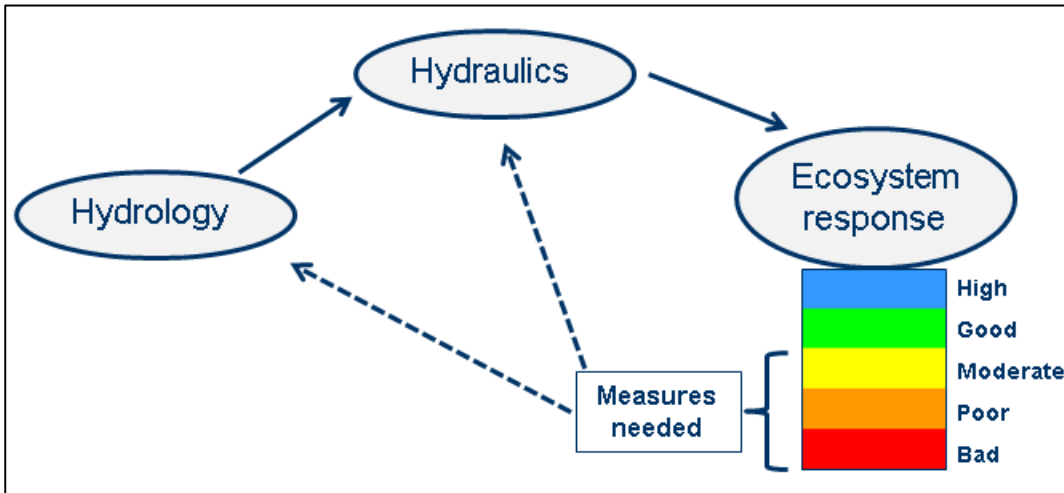 Hydraulics
Hydrology
Ecosystem
response
High
Good
Moderate
Poor
Bad
Measures
needed